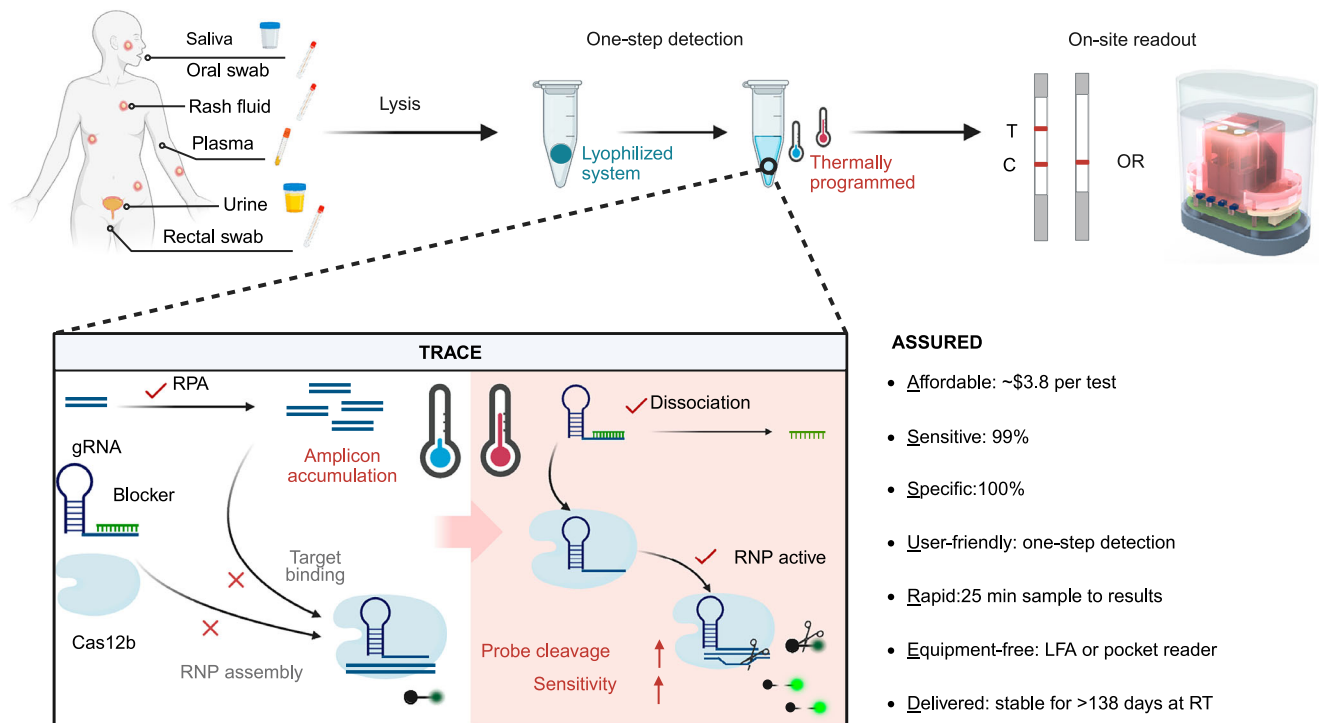 Saliva
Oral swab
Rash fluid
Plasma
Urine
Rectal swab
Lysis
One-step detection
Lyophilized
system
Thermally
programmed
On-site readout
T
C
OR
TRACE
RPA
Amplicon
accumulation
gRNA
Blocker
Cas12b
Target
binding
RNP assembly
Dissociation
RNP active
Probe cleavage
Sensitivity
ASSURED
• Affordable: ~$3.8 per test
• Sensitive: 99%
• Specific:100%
• User-friendly: one-step detection
• Rapid:25 min sample to results
• Equipment-free: LFA or pocket reader
• Delivered: stable for >138 days at RT